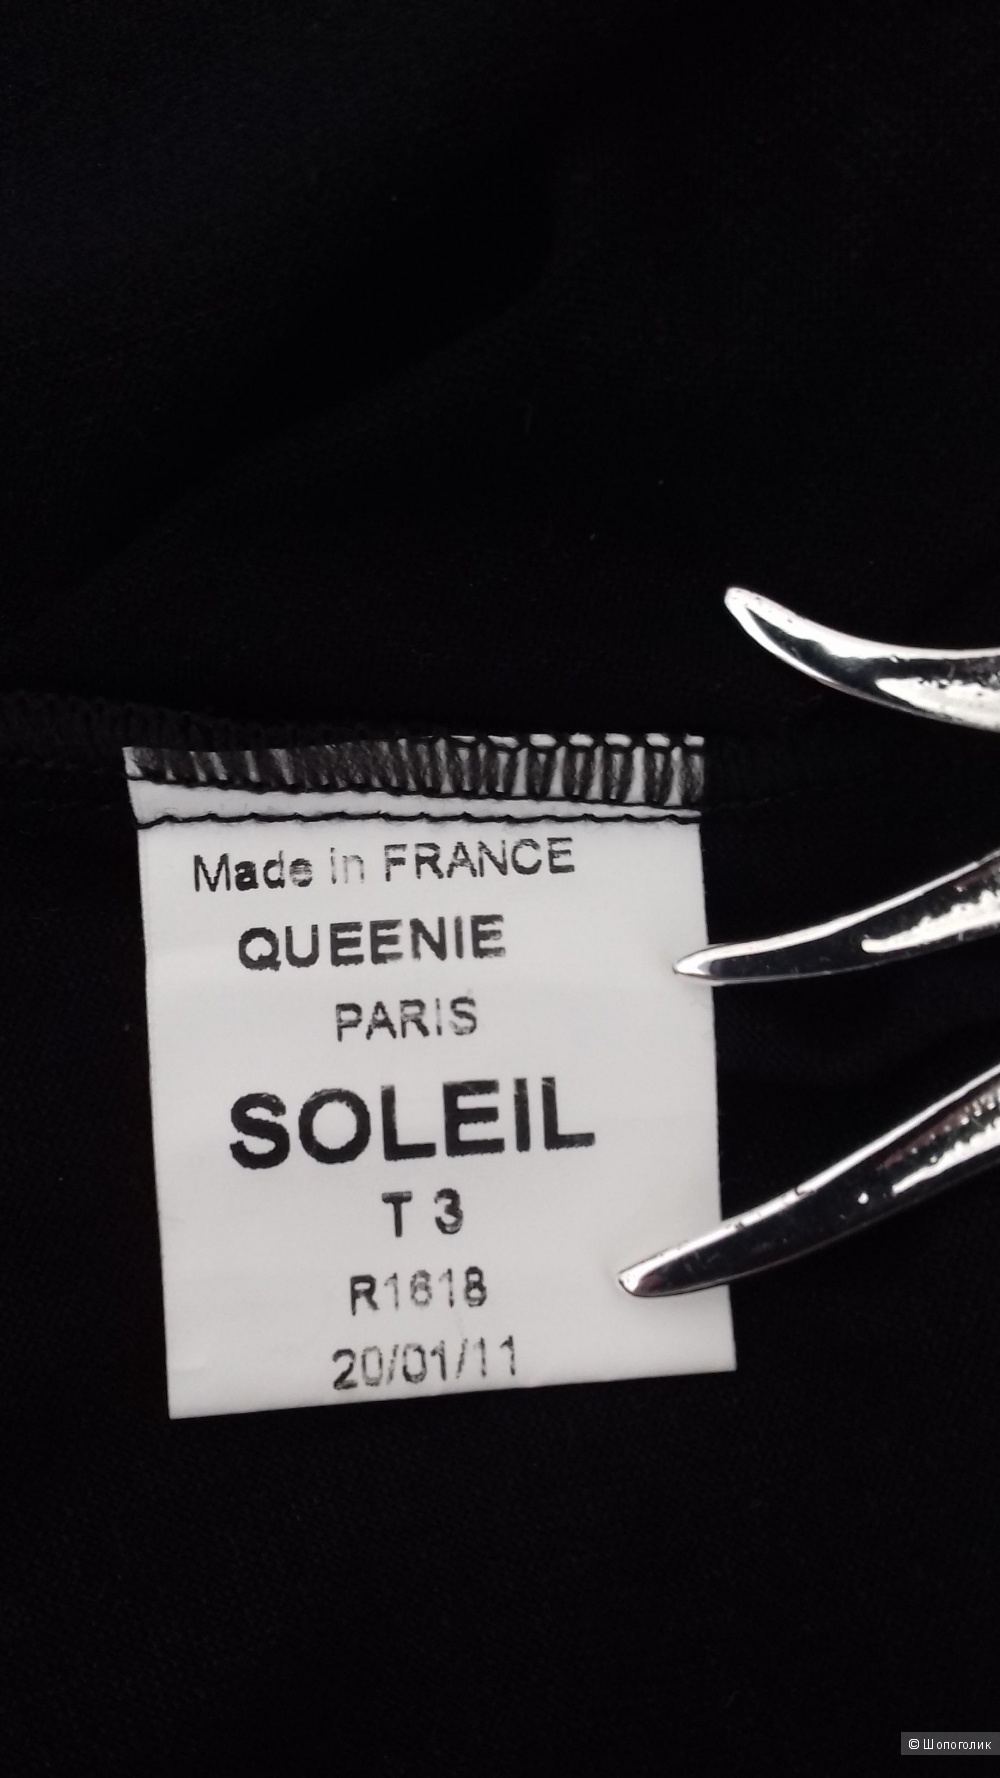 Made in FRANCE
QUEENIE
PARIS
SOLEIL
T 3
R1618
20/01/11
© Шопоголик